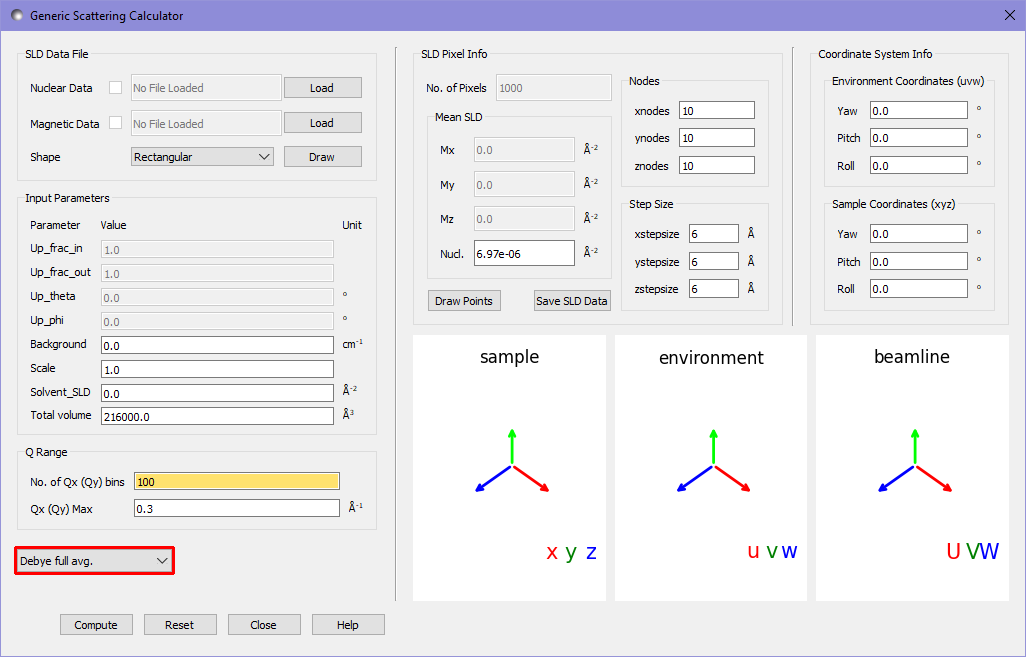 Generic Scattering Calculator
SLD Data File
Nuclear Data No File Loaded Load
Magnetic Data No File Loaded Load
Shape Rectangular Draw
Input Parameters
Parameter Value Unit
Up_frac_in 1.0
Up_frac_out 1.0
Up_theta 0.0 °
Up_phi 0.0 °
Background 0.0 cm⁻¹
Scale 1.0
Solvent_SLD 0.0 Å⁻²
Total volume 216000.0 Å³
Q Range
No. of Qx (Qy) bins 100
Qx (Qy) Max 0.3 Å⁻¹
Debye full avg.
Compute Reset Close Help
SLD Pixel Info
No. of Pixels 1000
Mean SLD
Mx 0.0 Å⁻²
My 0.0 Å⁻²
Mz 0.0 Å⁻²
Nucl. 6.97e-06 Å⁻²
Draw Points Save SLD Data
Nodes
xnodes 10
ynodes 10
znodes 10
Step Size
xstepsize 6 Å
ystepsize 6 Å
zstepsize 6 Å
Coordinate System Info
Environment Coordinates (uvw)
Yaw 0.0 °
Pitch 0.0 °
Roll 0.0 °
Sample Coordinates (xyz)
Yaw 0.0 °
Pitch 0.0 °
Roll 0.0 °
sample
x y z
environment
u v w
beamline
U V W